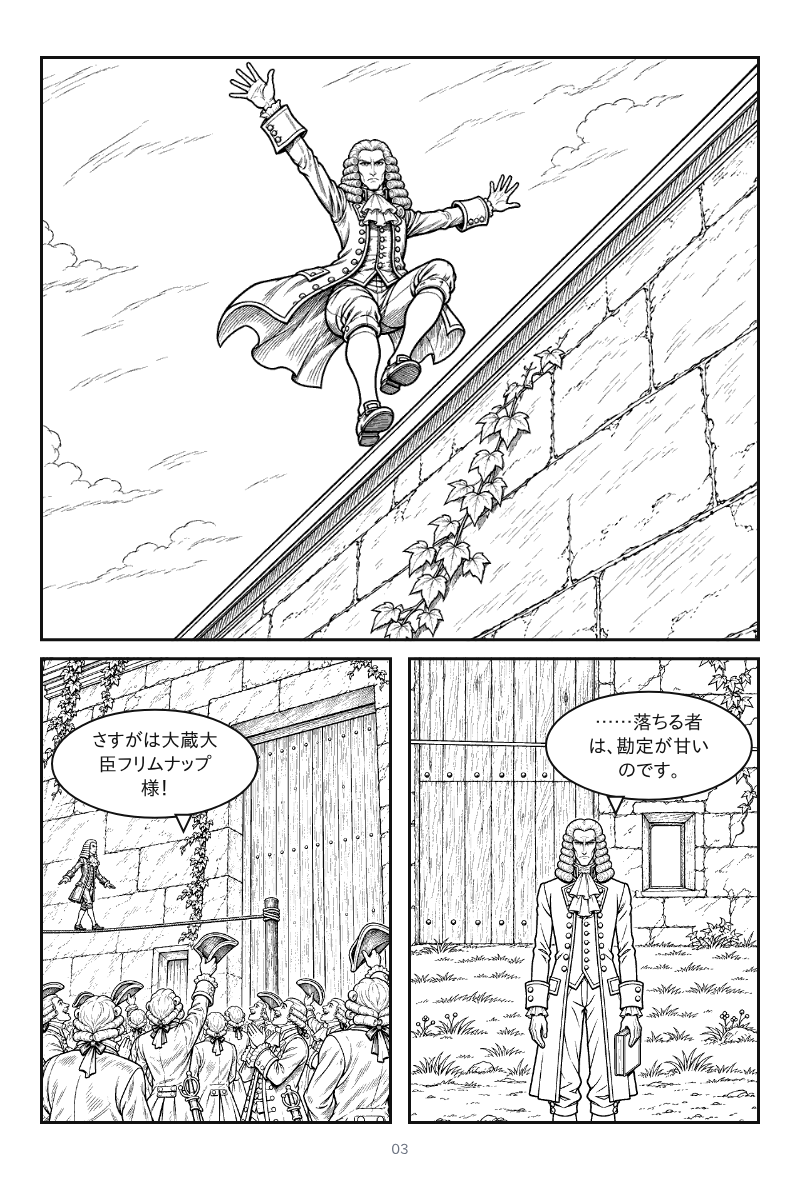 さすがは大蔵大
臣フリムナップ
様！
……落ちる者
は、勘定が甘い
のです。
03